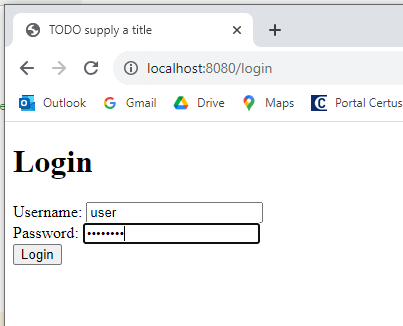 TODO supply a title
localhost:8080/login
Outlook Gmail Drive Maps Portal Certus
Login
Username: user
Password: ••••••••
Login